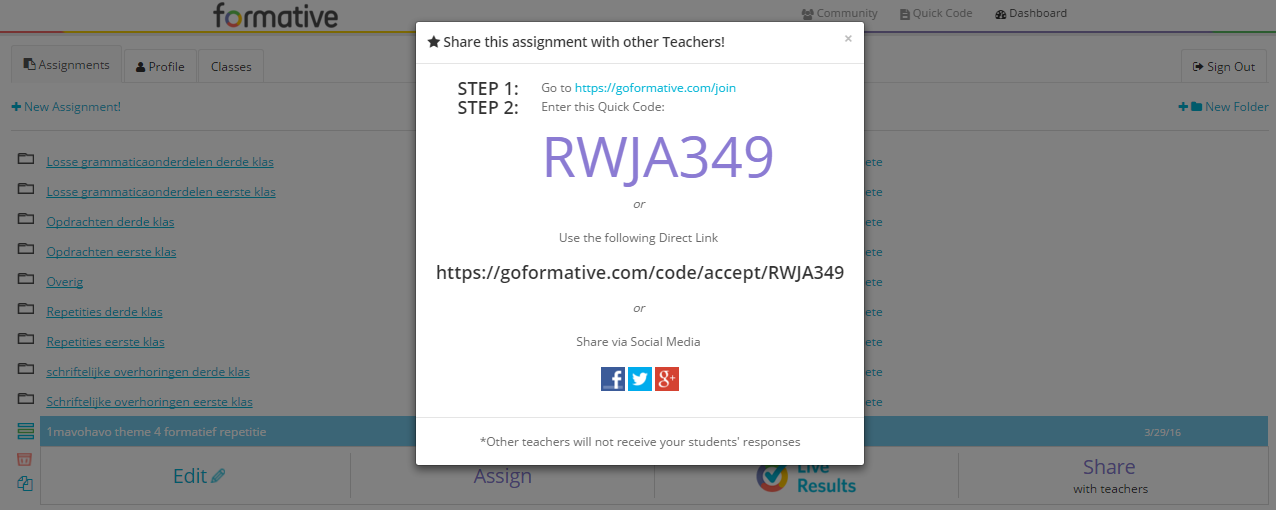 formative
Community
Quick Code
Dashboard
Assignments
Profile
Classes
Sign Out
New Assignment!
New Folder
Losse grammaticaonderdelen derde klas
Losse grammaticaonderdelen eerste klas
Opdrachten derde klas
Opdrachten eerste klas
Overig
Repetities derde klas
Repetities eerste klas
schriftelijke overhoringen derde klas
Schriftelijke overhoringen eerste klas
1mavohavo theme 4 formatief repetitie
3/29/16
Edit
Assign
Live
Results
Share
with teachers
Share this assignment with other Teachers!
×
STEP 1: Go to https://goformative.com/join
STEP 2: Enter this Quick Code:
RWJA349
or
Use the following Direct Link
https://goformative.com/code/accept/RWJA349
or
Share via Social Media
*Other teachers will not receive your students' responses